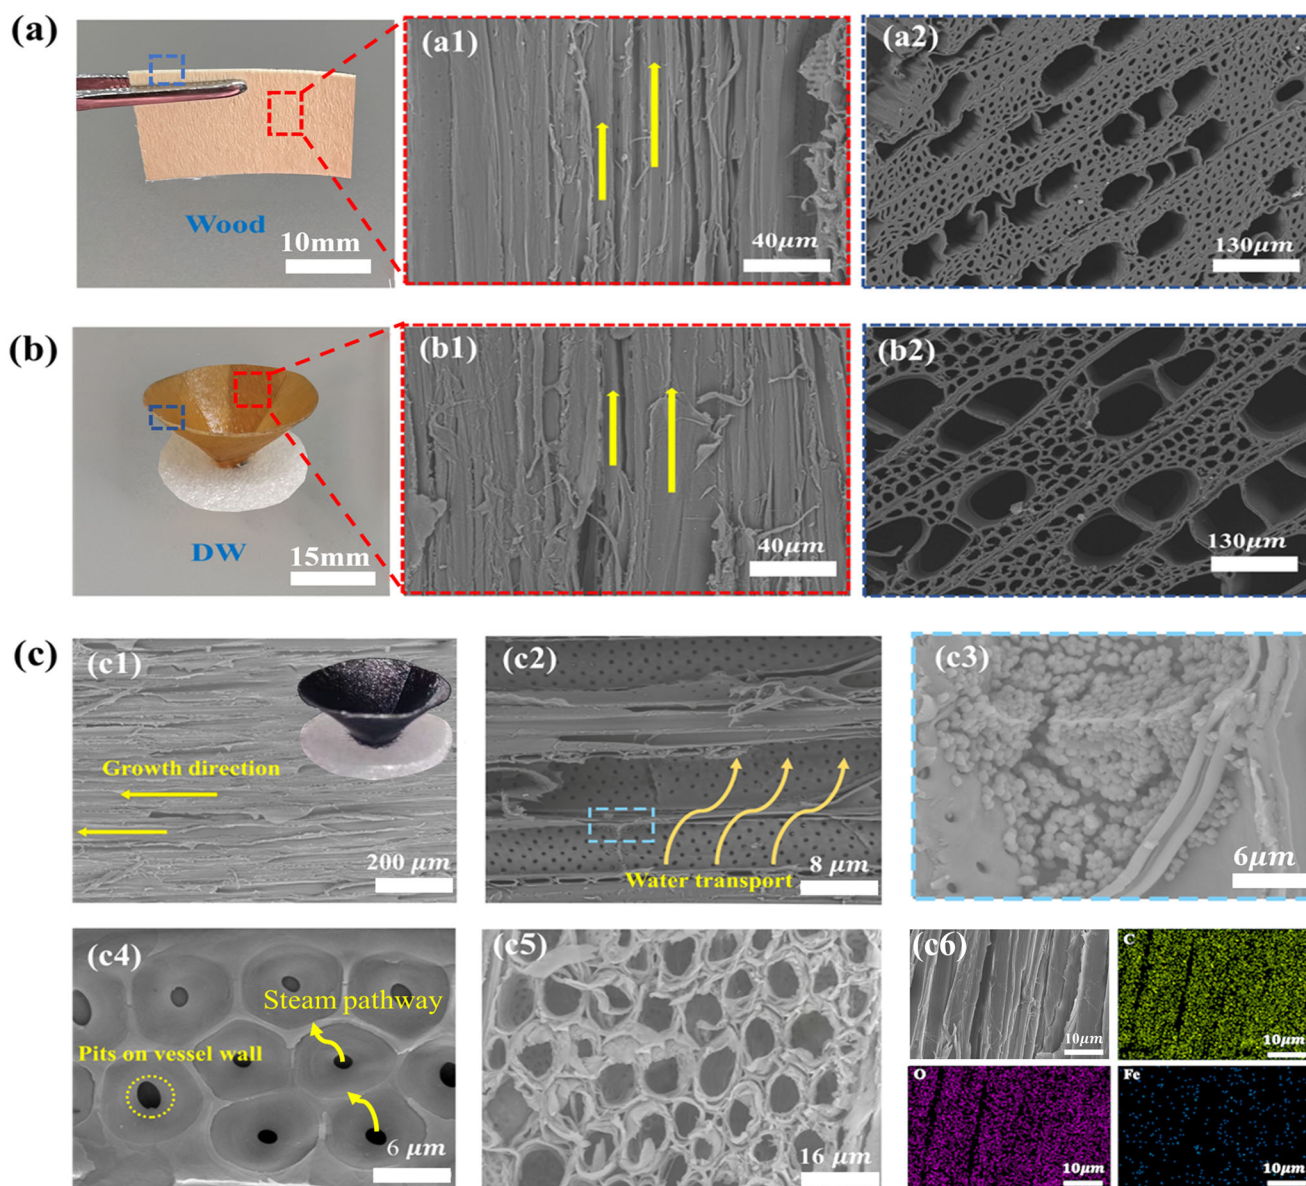 (a)
Wood
10mm
(a1)
40μm
(a2)
130μm
(b)
DW
15mm
(b1)
40μm
(b2)
130μm
(c)
(c1)
Growth direction
200 μm
(c2)
Water transport
8 μm
(c3)
6μm
(c4)
Steam pathway
Pits on vessel wall
6 μm
(c5)
16 μm
(c6)
10μm
C
10μm
O
10μm
Fe
10μm